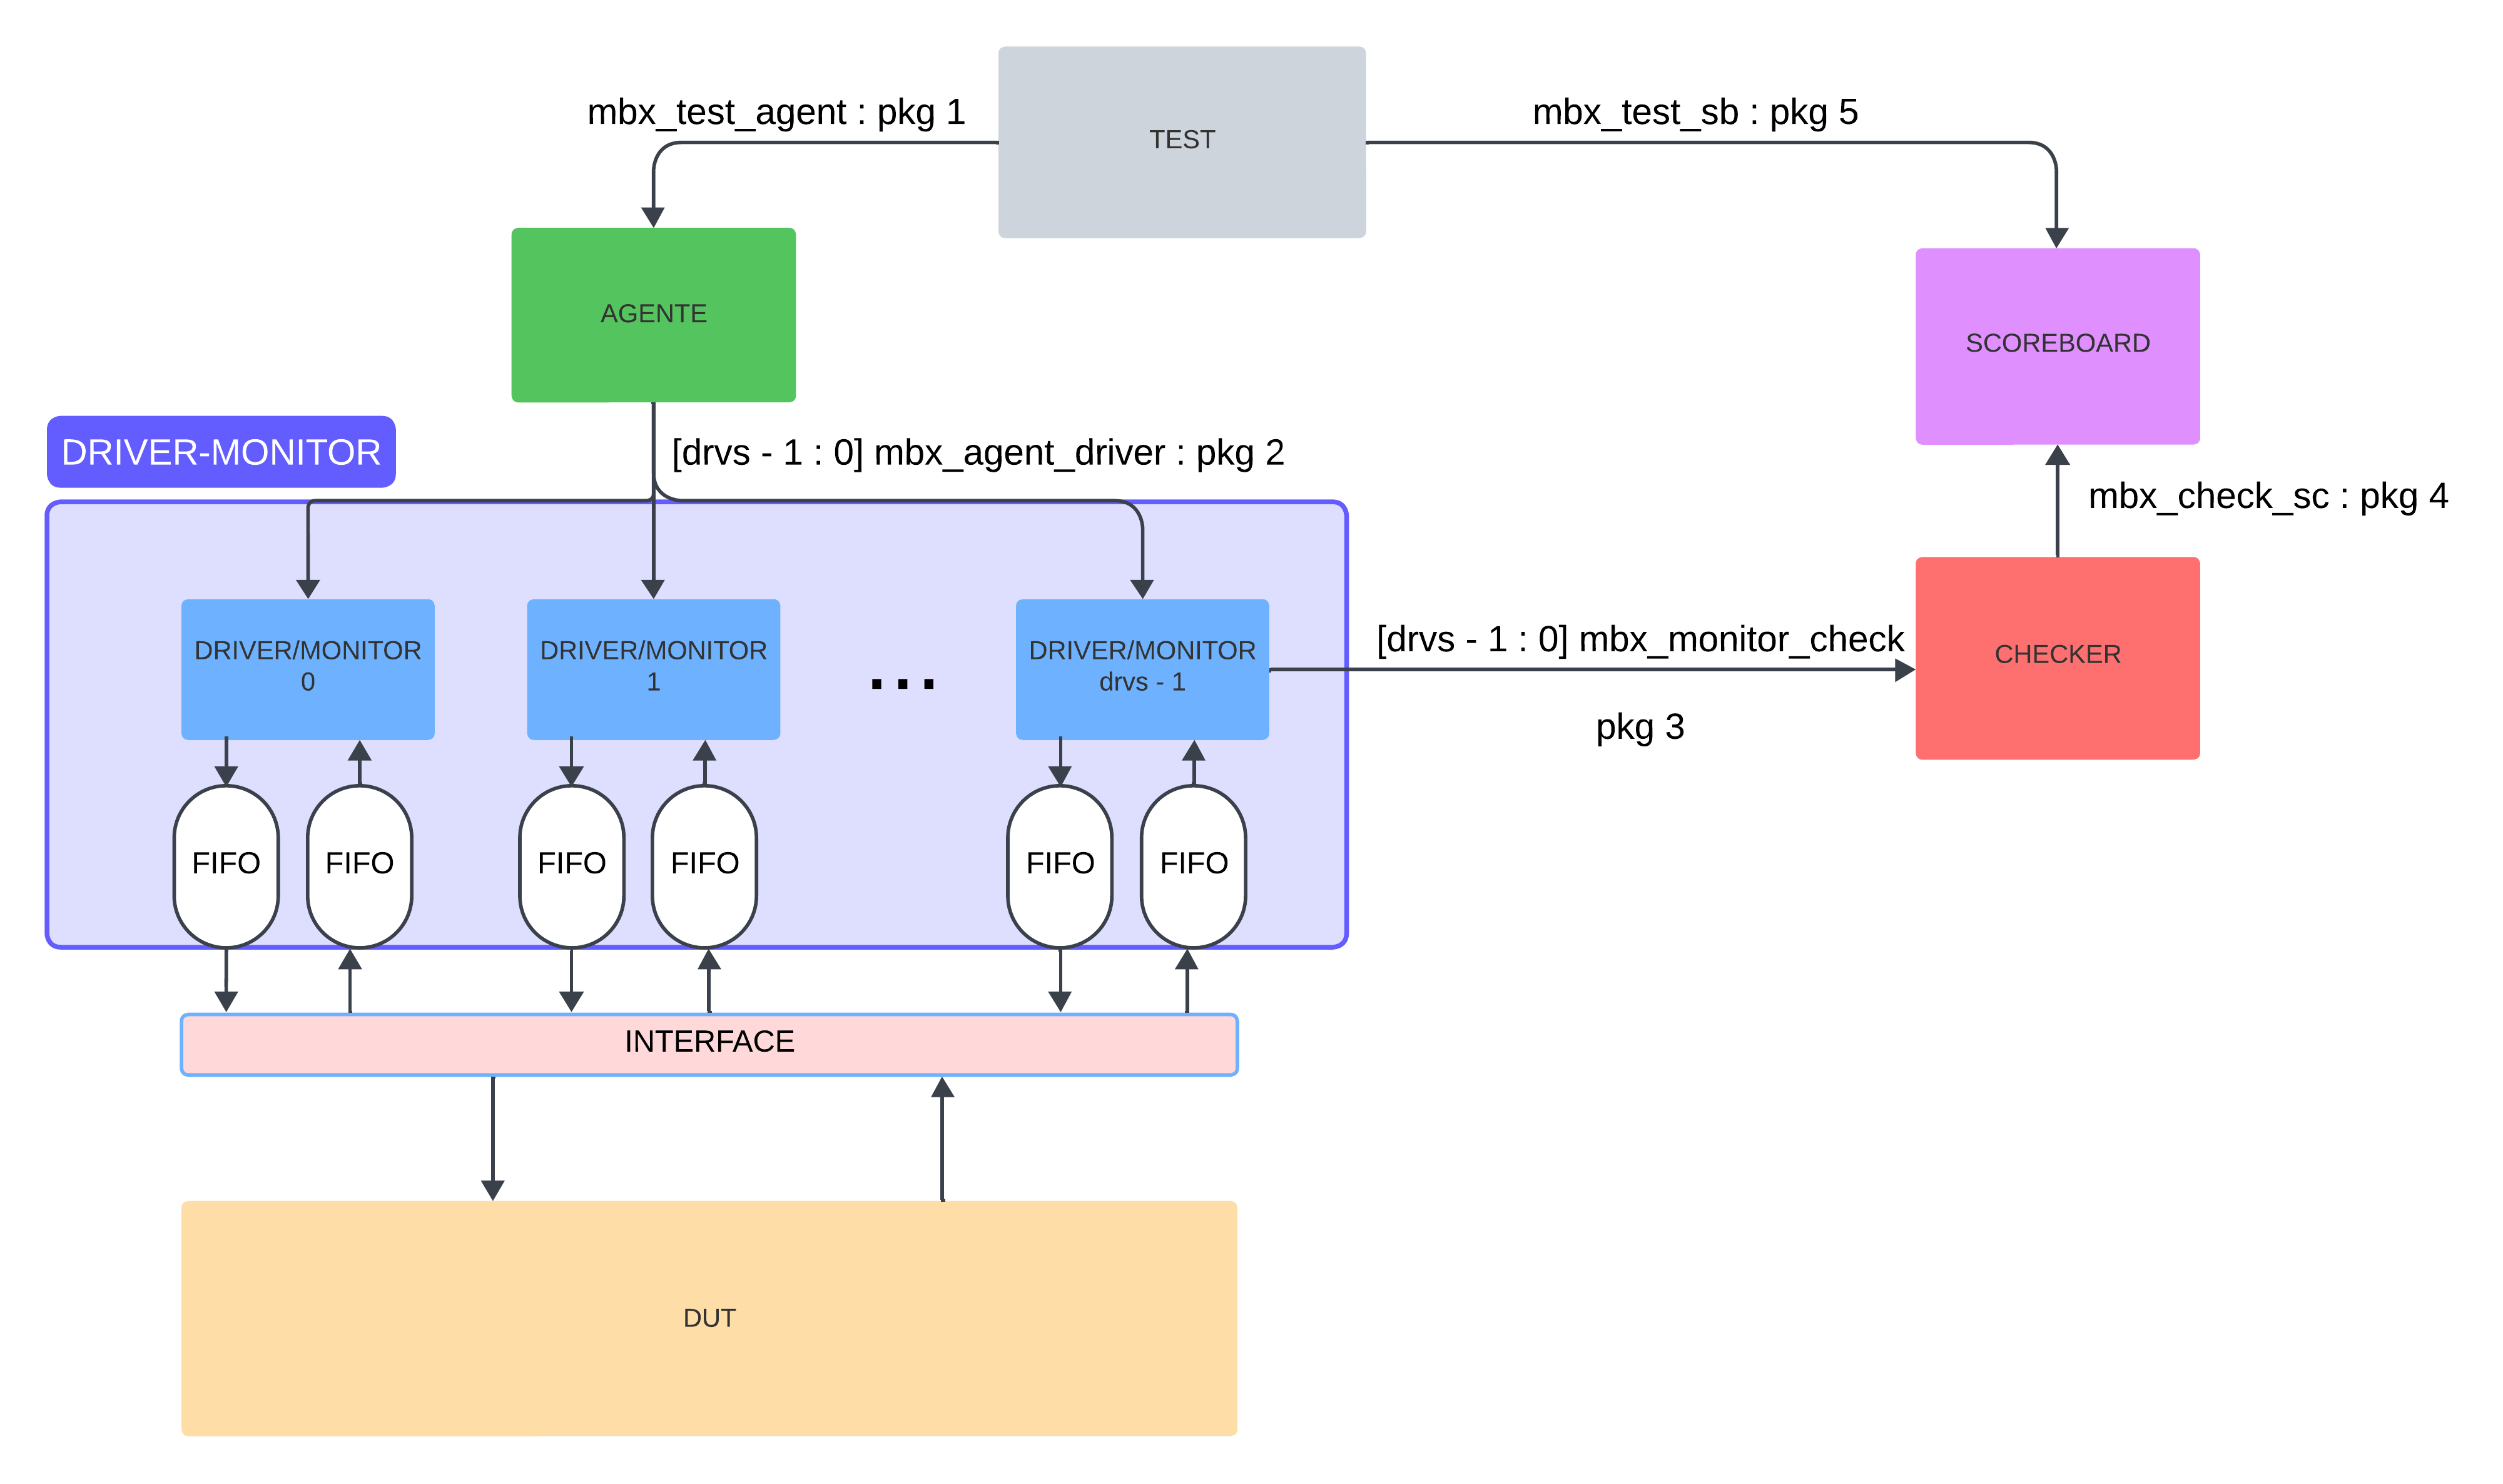 mbx_test_agent : pkg 1
TEST
mbx_test_sb : pkg 5
AGENTE
SCOREBOARD
DRIVER-MONITOR
[drvs - 1 : 0] mbx_agent_driver : pkg 2
mbx_check_sc : pkg 4
DRIVER/MONITOR
0
DRIVER/MONITOR
1
...
DRIVER/MONITOR
drvs - 1
[drvs - 1 : 0] mbx_monitor_check
pkg 3
CHECKER
FIFO
FIFO
FIFO
FIFO
FIFO
FIFO
INTERFACE
DUT